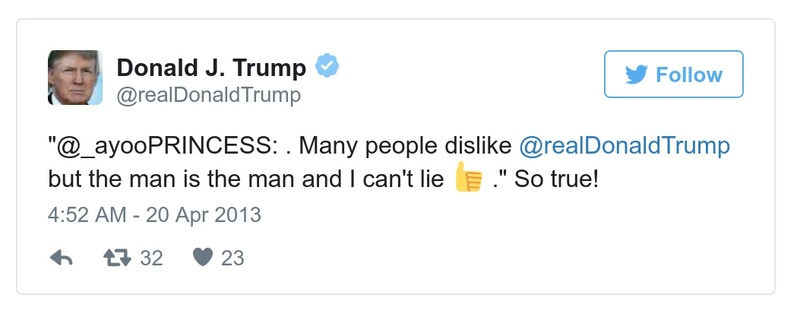 Donald J. Trump
@realDonaldTrump
Follow
"@_ayooPRINCESS: . Many people dislike @realDonaldTrump
but the man is the man and I can't lie 👍 ." So true!
4:52 AM - 20 Apr 2013
32 23